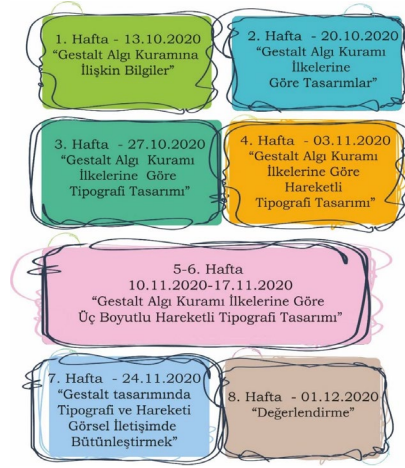 1. Hafta - 13.10.2020
“Gestalt Algı Kuramına
İlişkin Bilgiler”
2. Hafta - 20.10.2020
“Gestalt Algı Kuramı
İlkelerine
Göre Tasarımlar”
3. Hafta - 27.10.2020
“Gestalt Algı Kuramı
İlkelerine Göre
Tipografi Tasarımı”
4. Hafta - 03.11.2020
“Gestalt Algı Kuramı
İlkelerine Göre
Hareketli
Tipografi Tasarımı”
5-6. Hafta
10.11.2020-17.11.2020
“Gestalt Algı Kuramı İlkelerine Göre
Üç Boyutlu Hareketli Tipografi Tasarımı”
7. Hafta - 24.11.2020
“Gestalt tasarımında
Tipografi ve Hareketi
Görsel İletişimde
Bütünleştirmek”
8. Hafta - 01.12.2020
“Değerlendirme”